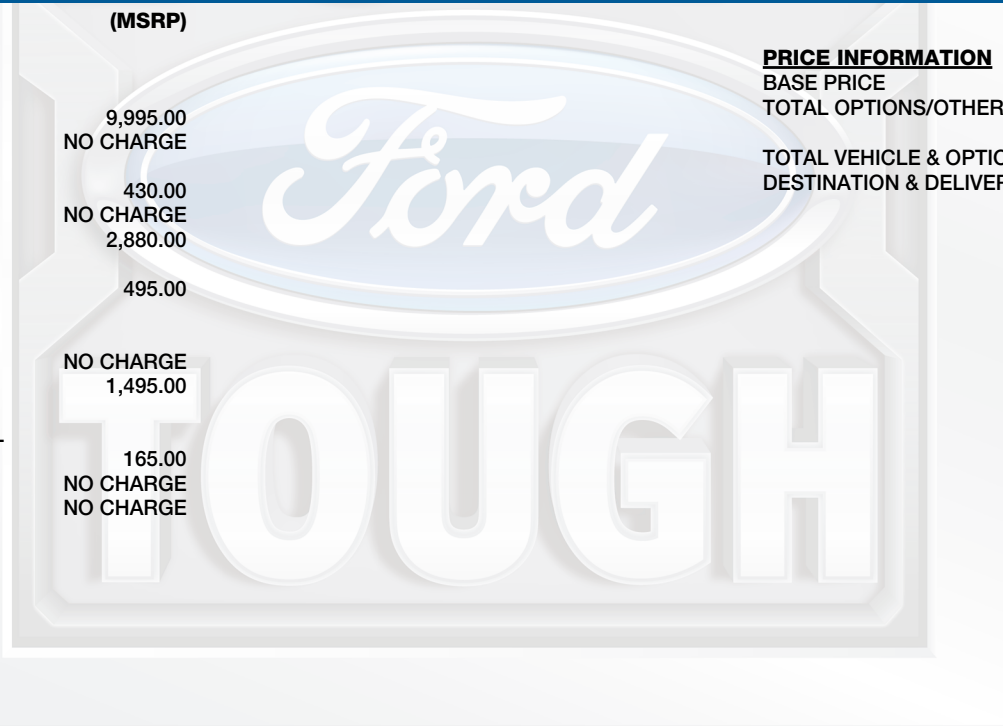 (MSRP)
9,995.00
NO CHARGE
430.00
NO CHARGE
2,880.00
495.00
NO CHARGE
1,495.00
165.00
NO CHARGE
NO CHARGE
PRICE INFORMATION
BASE PRICE
TOTAL OPTIONS/OTHER
TOTAL VEHICLE & OPTIO
DESTINATION & DELIVER
Ford
TOUGH